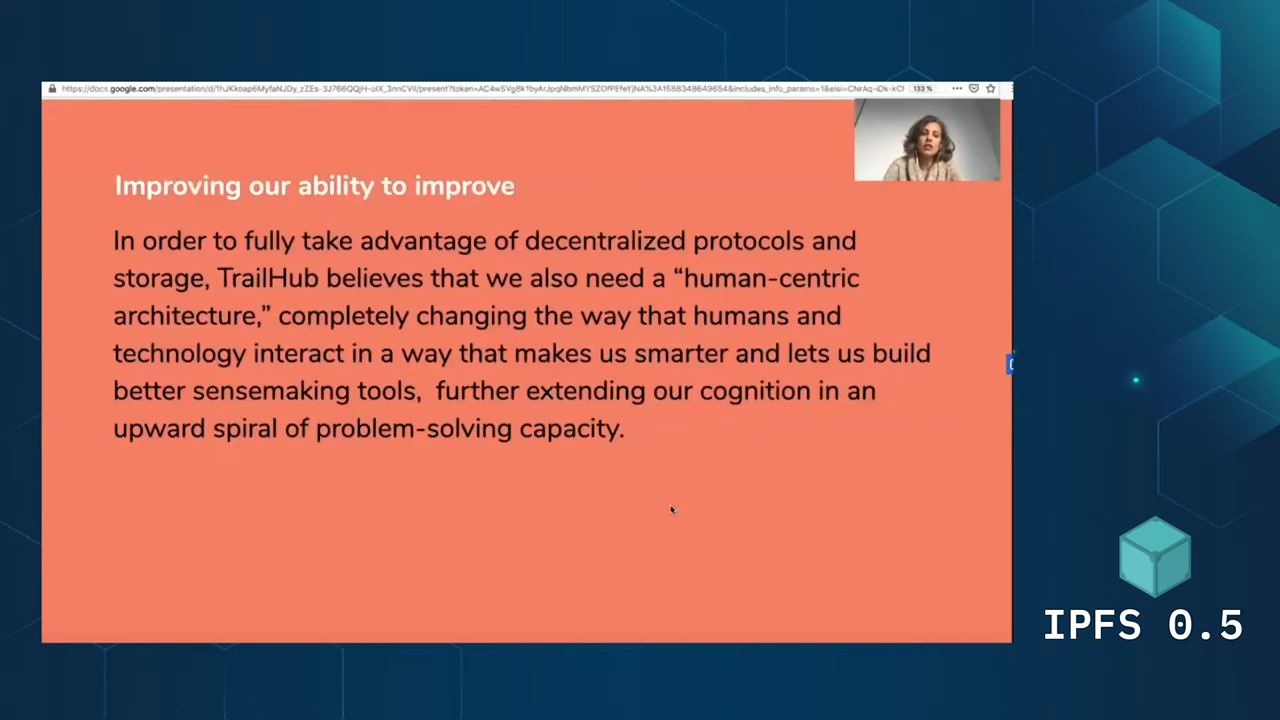 133 %
Improving our ability to improve
In order to fully take advantage of decentralized protocols and
storage, TrailHub believes that we also need a “human-centric
architecture,” completely changing the way that humans and
technology interact in a way that makes us smarter and lets us build
better sensemaking tools, further extending our cognition in an
upward spiral of problem-solving capacity.
IPFS 0.5